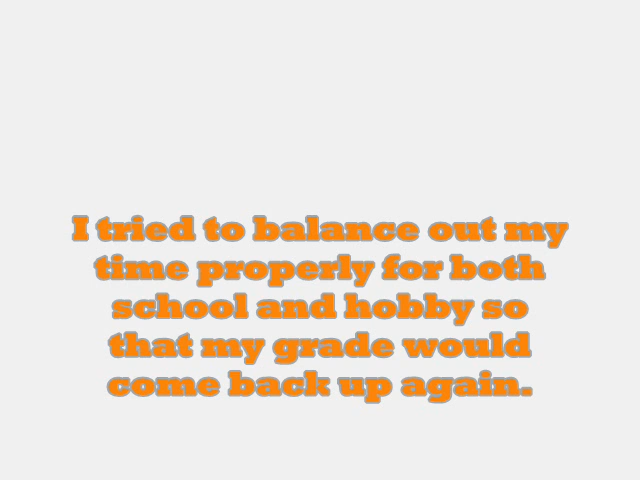 I tried to balance out my
time properly for both
school and hobby so
that my grade would
come back up again.